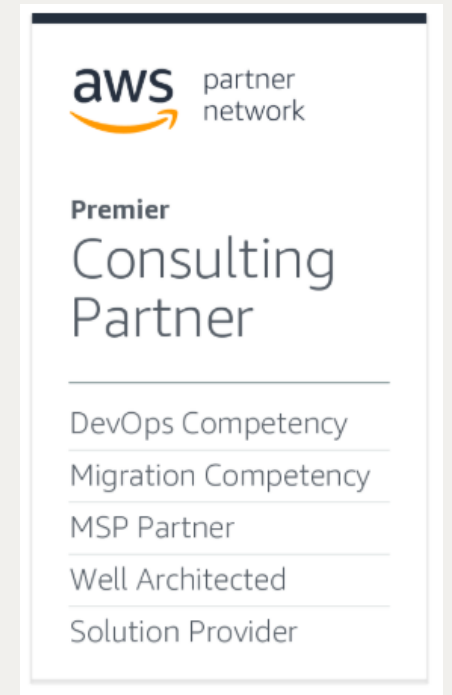 aws partner
network
Premier
Consulting
Partner
DevOps Competency
Migration Competency
MSP Partner
Well Architected
Solution Provider